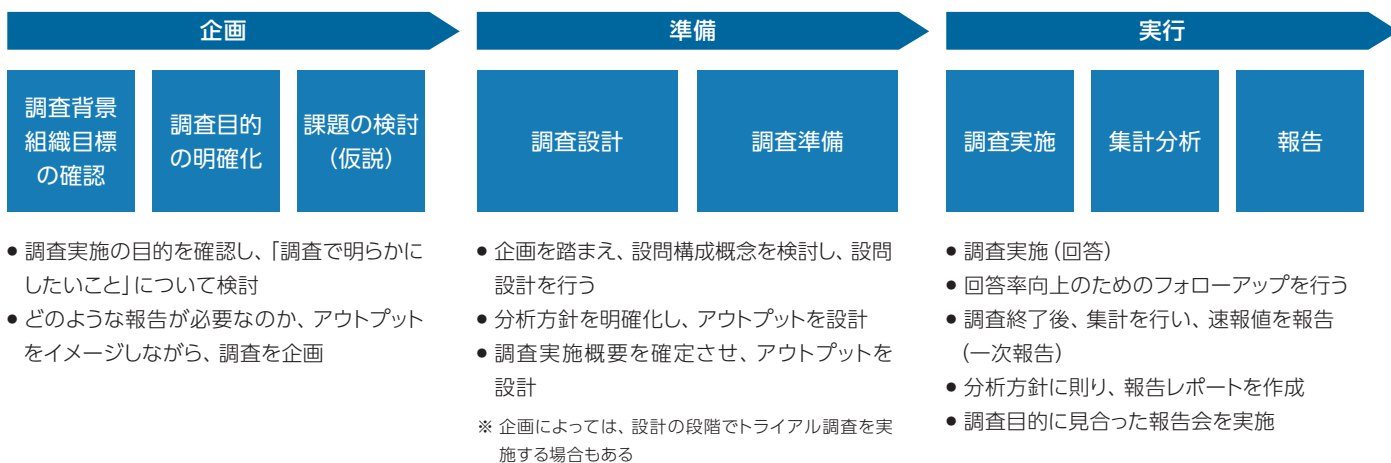 企画
調査背景
組織目標
の確認
調査目的
の明確化
課題の検討
（仮説）
● 調査実施の目的を確認し、「調査で明らかに
したいこと」について検討
● どのような報告が必要なのか、アウトプット
をイメージしながら、調査を企画
準備
調査設計
調査準備
● 企画を踏まえ、設問構成概念を検討し、設問
設計を行う
● 分析方針を明確化し、アウトプットを設計
● 調査実施概要を確定させ、アウトプットを
設計
※ 企画によっては、設計の段階でトライアル調査を実
施する場合もある
実行
調査実施
集計分析
報告
● 調査実施（回答）
● 回答率向上のためのフォローアップを行う
● 調査終了後、集計を行い、速報値を報告
（一次報告）
● 分析方針に則り、報告レポートを作成
● 調査目的に見合った報告会を実施